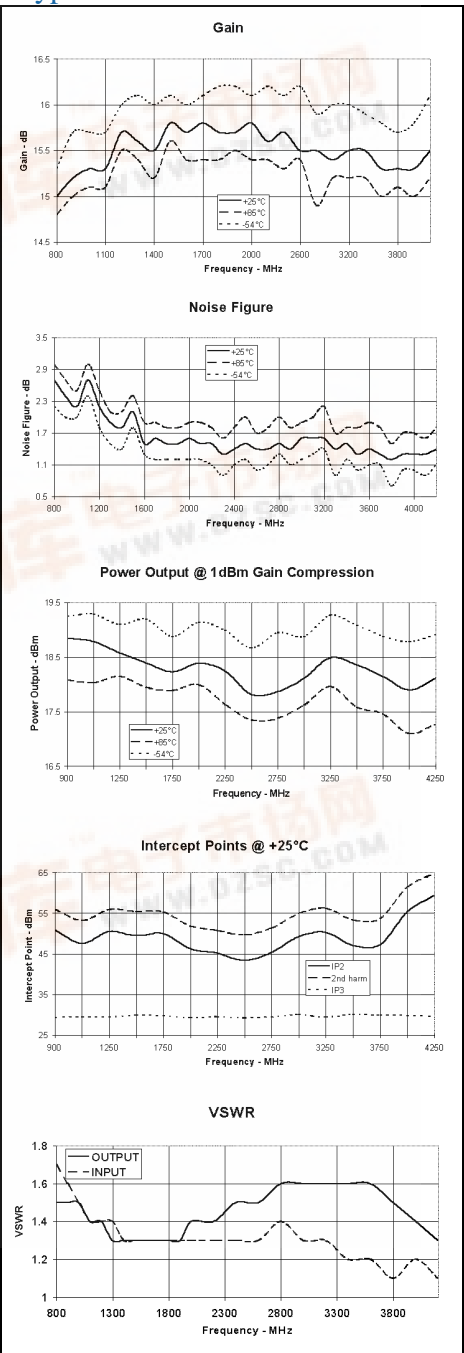 Gain
16.5
16
15.5
15
14.5
Gain - dB
+25°C
+85°C
-54°C
800 1100 1400 1700 2000 2300 2600 3200 3800
Frequency - MHz
Noise Figure
3.5
2.9
2.3
1.7
1.1
0.5
Noise Figure - dB
+25°C
+85°C
-54°C
800 1200 1600 2000 2400 2800 3200 3600 4000
Frequency - MHz
Power Output @ 1dBm Gain Compression
19.5
18.5
17.5
16.5
Power Output - dBm
+25°C
+85°C
-54°C
900 1250 1750 2250 2750 3250 3750 4250
Frequency - MHz
Intercept Points @ +25°C
65
55
45
35
25
Intercept Point - dBm
IP2
2nd harm
IP3
900 1250 1750 2250 2750 3250 3750 4250
Frequency - MHz
VSWR
1.8
1.6
1.4
1.2
1
VSWR
OUTPUT
INPUT
800 1300 1800 2300 2800 3300 3800
Frequency - MHz
WWW.DZSC.COM